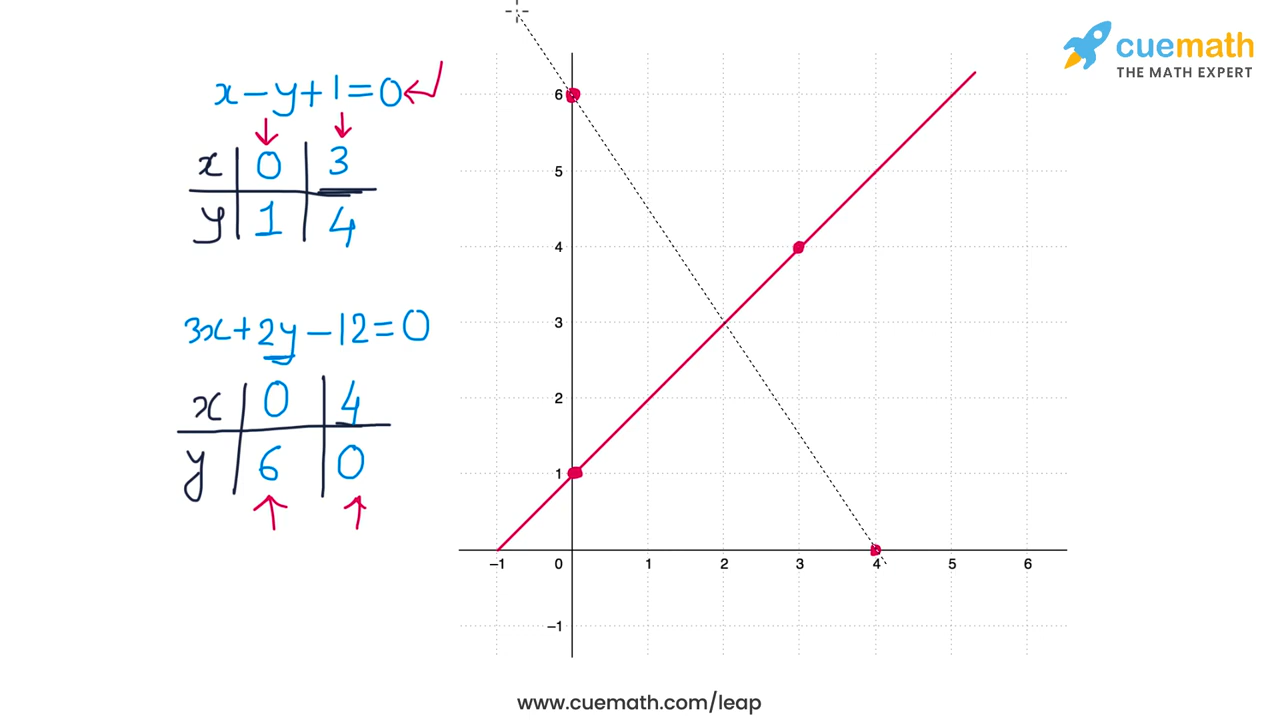 cuemath
THE MATH EXPERT
x-y+1=0
x 0 3
y 1 4
3x+2y-12=0
x 0 4
y 6 0
6
5
4
3
2
1
-1 0 1 2 3 4 5 6
-1
www.cuemath.com/leap